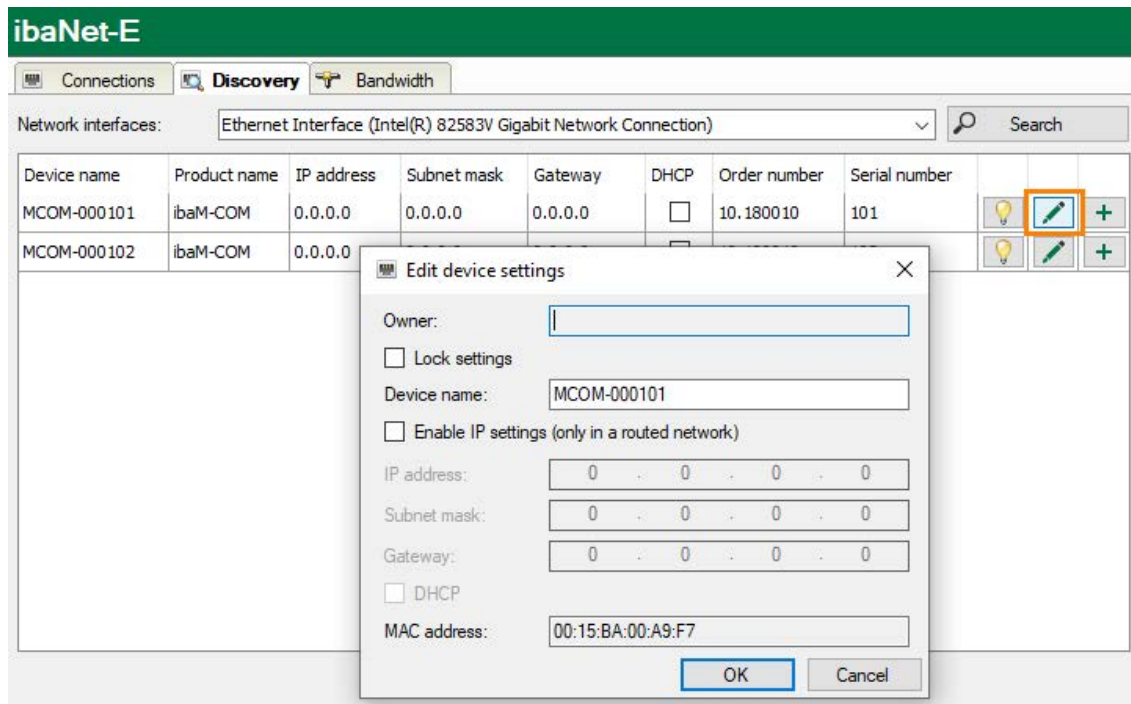 ibaNet-E
Connections Discovery Bandwidth
Network interfaces: Ethernet Interface (Intel(R) 82583V Gigabit Network Connection) Search
Device name Product name IP address Subnet mask Gateway DHCP Order number Serial number
MCOM-000101 ibaM-COM 0.0.0.0 0.0.0.0 0.0.0.0 10.180010 101 +
MCOM-000102 ibaM-COM 0.0.0.0 +
Edit device settings
Owner:
Lock settings
Device name: MCOM-000101
Enable IP settings (only in a routed network)
IP address: 0 . 0 . 0 . 0
Subnet mask: 0 . 0 . 0 . 0
Gateway: 0 . 0 . 0 . 0
DHCP
MAC address: 00:15:BA:00:A9:F7
OK Cancel